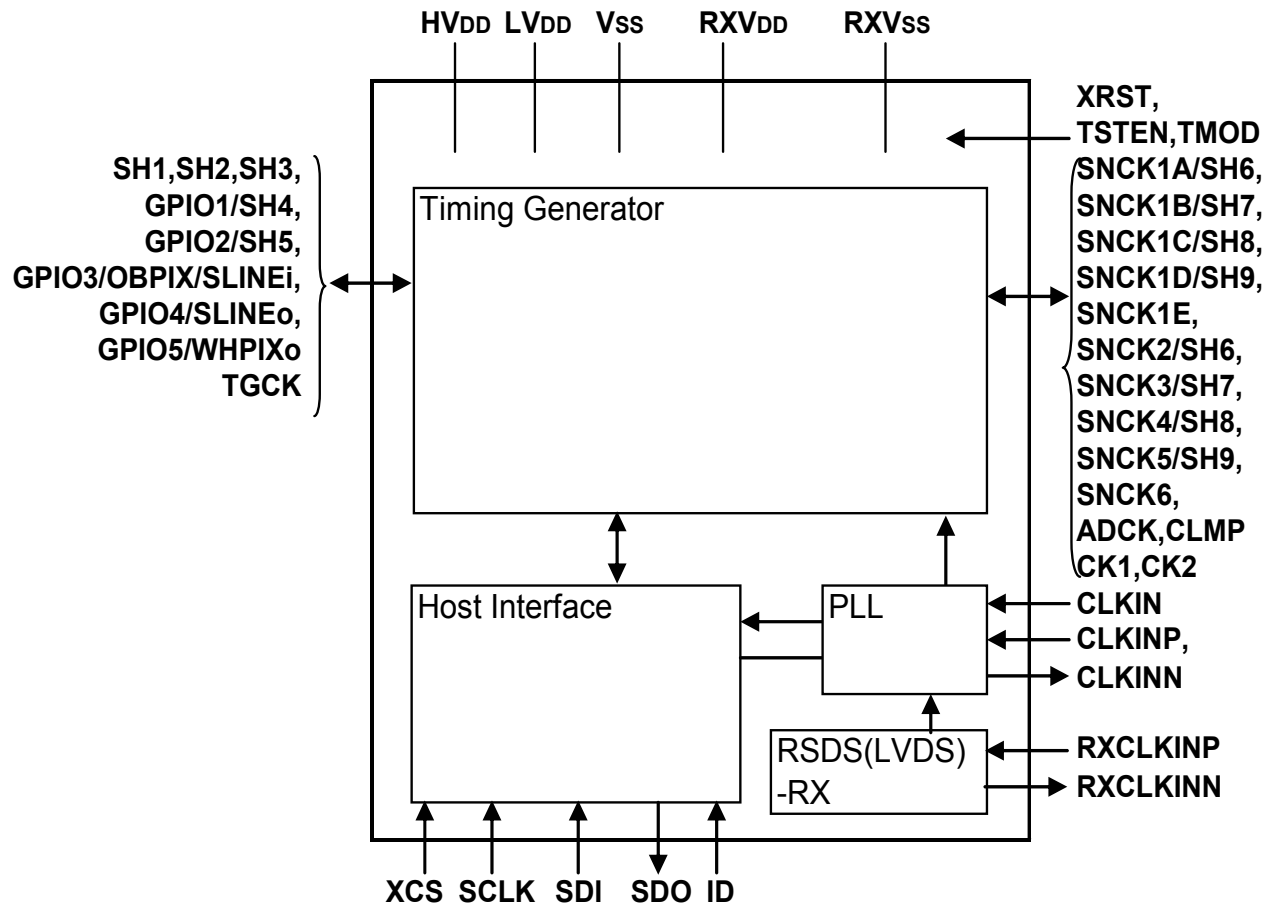 HVDD LVDD VSS RXVDD RXVSS
XRST,
TSTEN,TMOD
SH1,SH2,SH3,
GPIO1/SH4,
GPIO2/SH5,
GPIO3/OBPIX/SLINEi,
GPIO4/SLINEo,
GPIO5/WHPIXo
TGCK
Timing Generator
SNCK1A/SH6,
SNCK1B/SH7,
SNCK1C/SH8,
SNCK1D/SH9,
SNCK1E,
SNCK2/SH6,
SNCK3/SH7,
SNCK4/SH8,
SNCK5/SH9,
SNCK6,
ADCK,CLMP
CK1,CK2
Host Interface
PLL
CLKIN
CLKINP,
CLKINN
RSDS(LVDS)
-RX
RXCLKINP
RXCLKINN
XCS SCLK SDI SDO ID